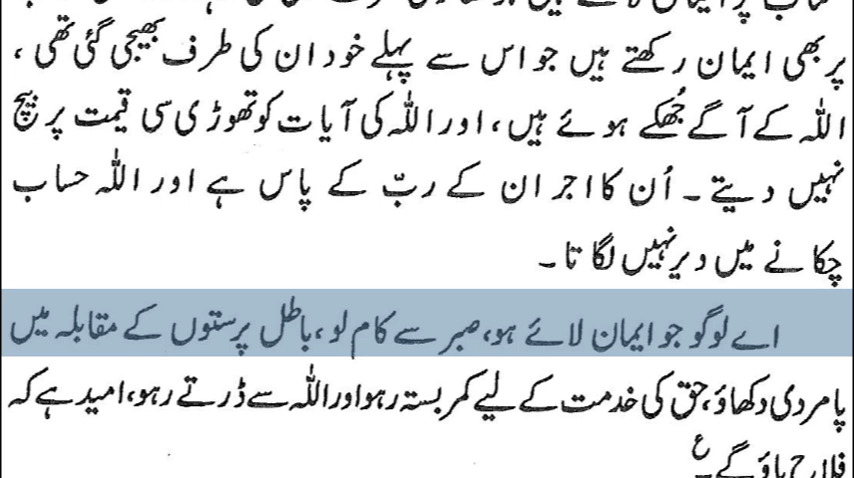 پر بھی ایمان رکھتے ہیں جو اس سے پہلے خود ان کی طرف بھیجی گئی تھی،
اللہ کے آگے جُھکے ہوئے ہیں، اور اللہ کی آیات کو تھوڑی سی قیمت پر بیچ
نہیں دیتے۔ اُن کا اجر ان کے ربّ کے پاس ہے اور اللہ حساب
چکانے میں دیر نہیں لگاتا۔
اے لوگو جو ایمان لائے ہو، صبر سے کام لو، باطل پرستوں کے مقابلہ میں
پامردی دکھاؤ، حق کی خدمت کے لیے کمر بستہ رہو اور اللہ سے ڈرتے رہو، امید ہے کہ
فلاح پاؤ گے۔ ع